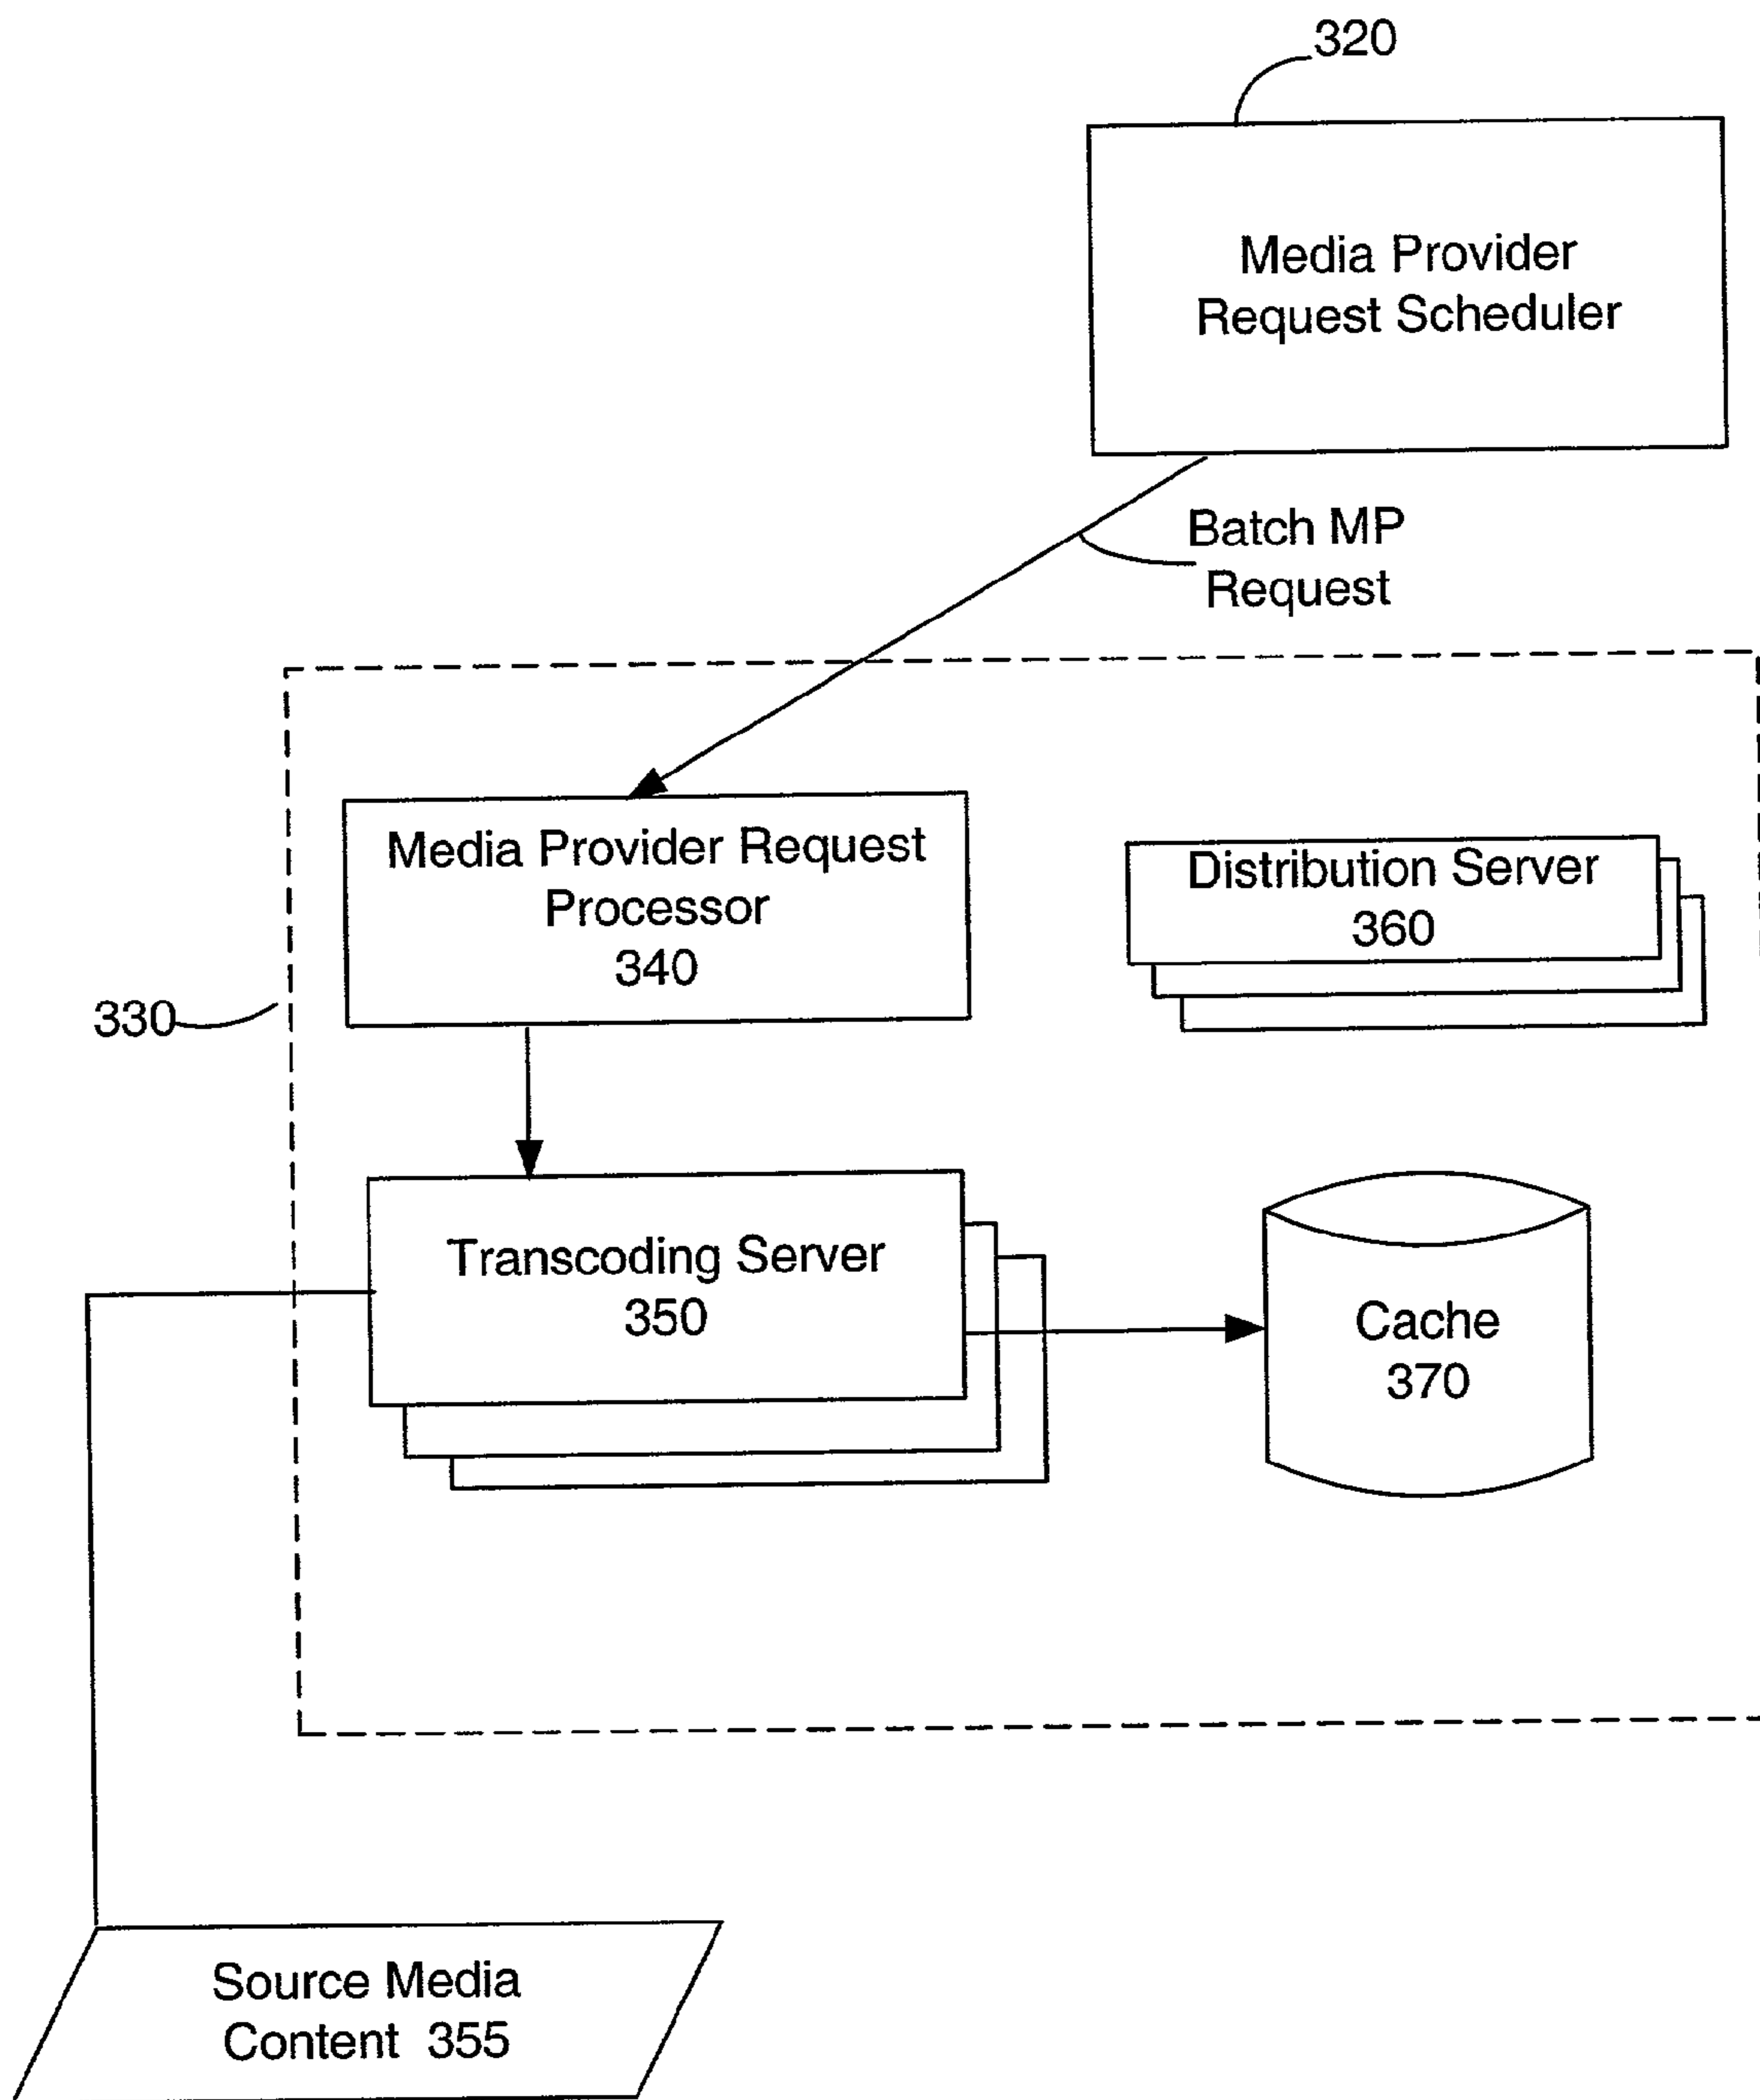 320
Media Provider
Request Scheduler
Batch MP
Request
Media Provider Request
Processor
340
Distribution Server
360
330
Transcoding Server
350
Cache
370
Source Media
Content 355